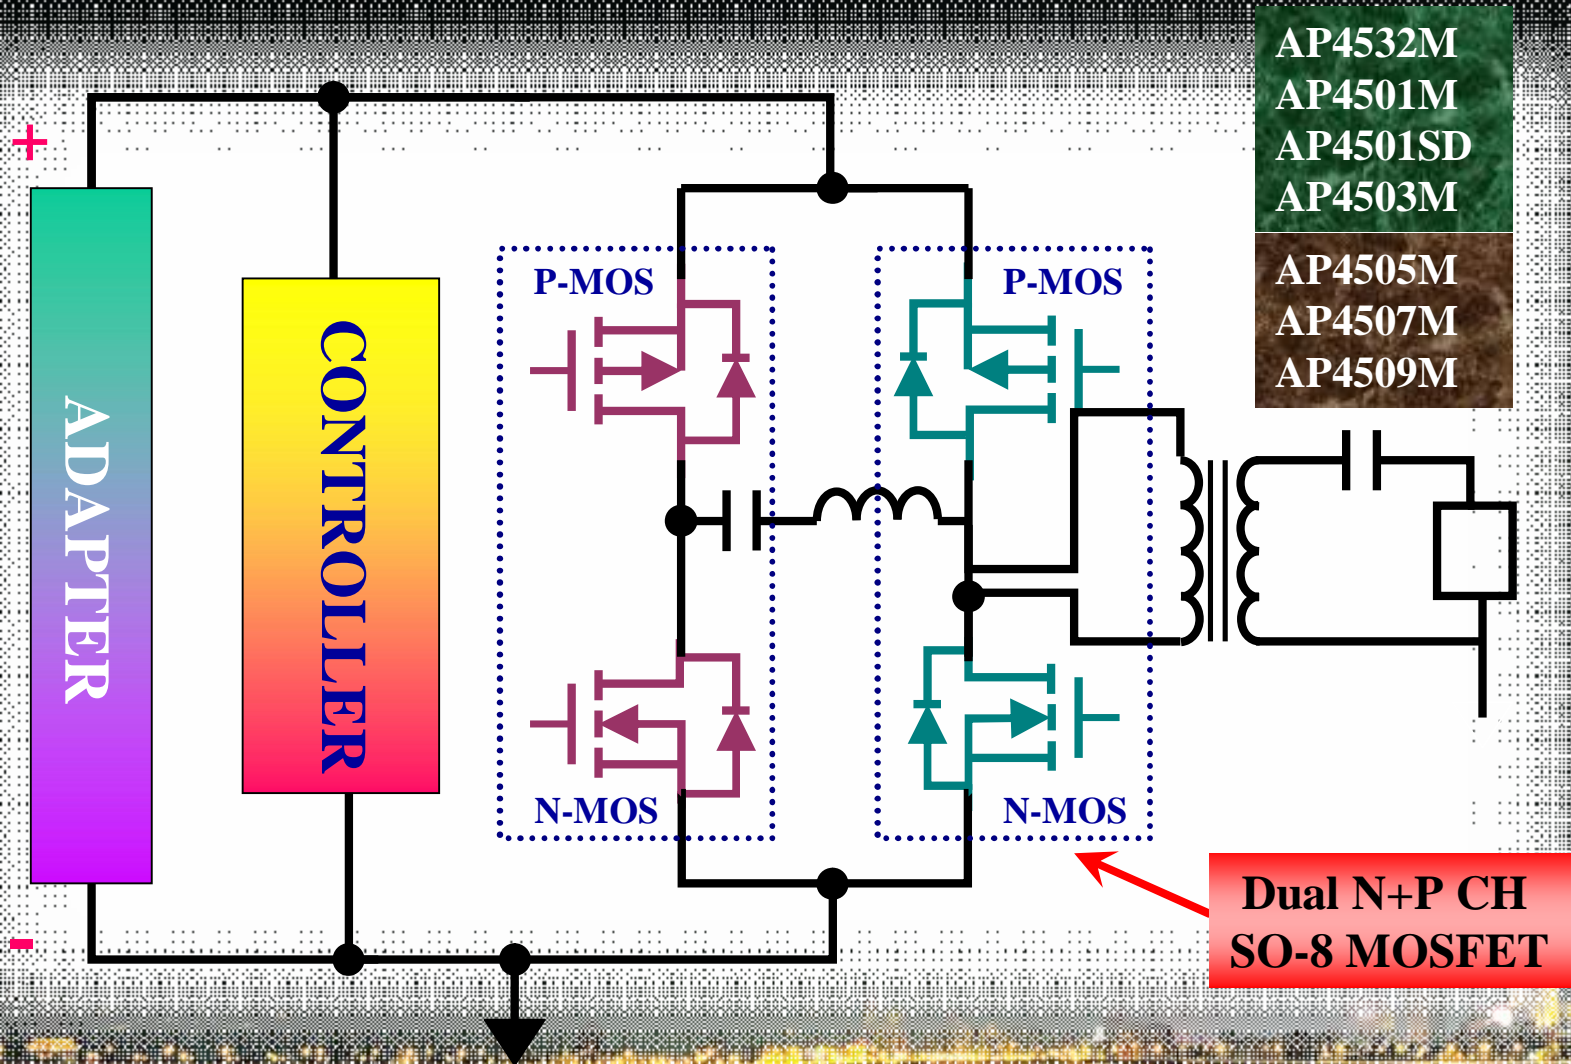 AP4532M
AP4501M
AP4501SD
AP4503M
AP4505M
AP4507M
AP4509M
+
ADAPTER
-
CONTROLLER
P-MOS
P-MOS
N-MOS
N-MOS
Dual N+P CH
SO-8 MOSFET